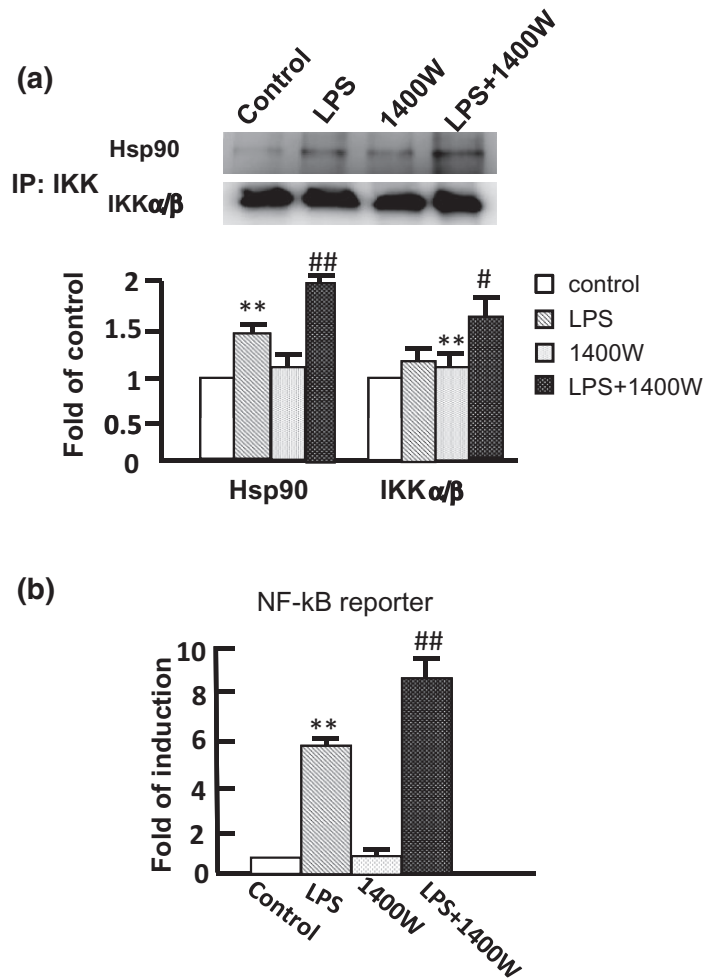 (a)
Control LPS 1400W LPS+1400W
Hsp90
IP: IKK
IKKα/β
Fold of control
2
1.5
1
0.5
0
** ## ** #
Hsp90 IKK α/β
control
LPS
1400W
LPS+1400W
(b)
NF-kB reporter
Fold of induction
10
8
6
4
2
0
** ##
Control LPS 1400W LPS+1400W